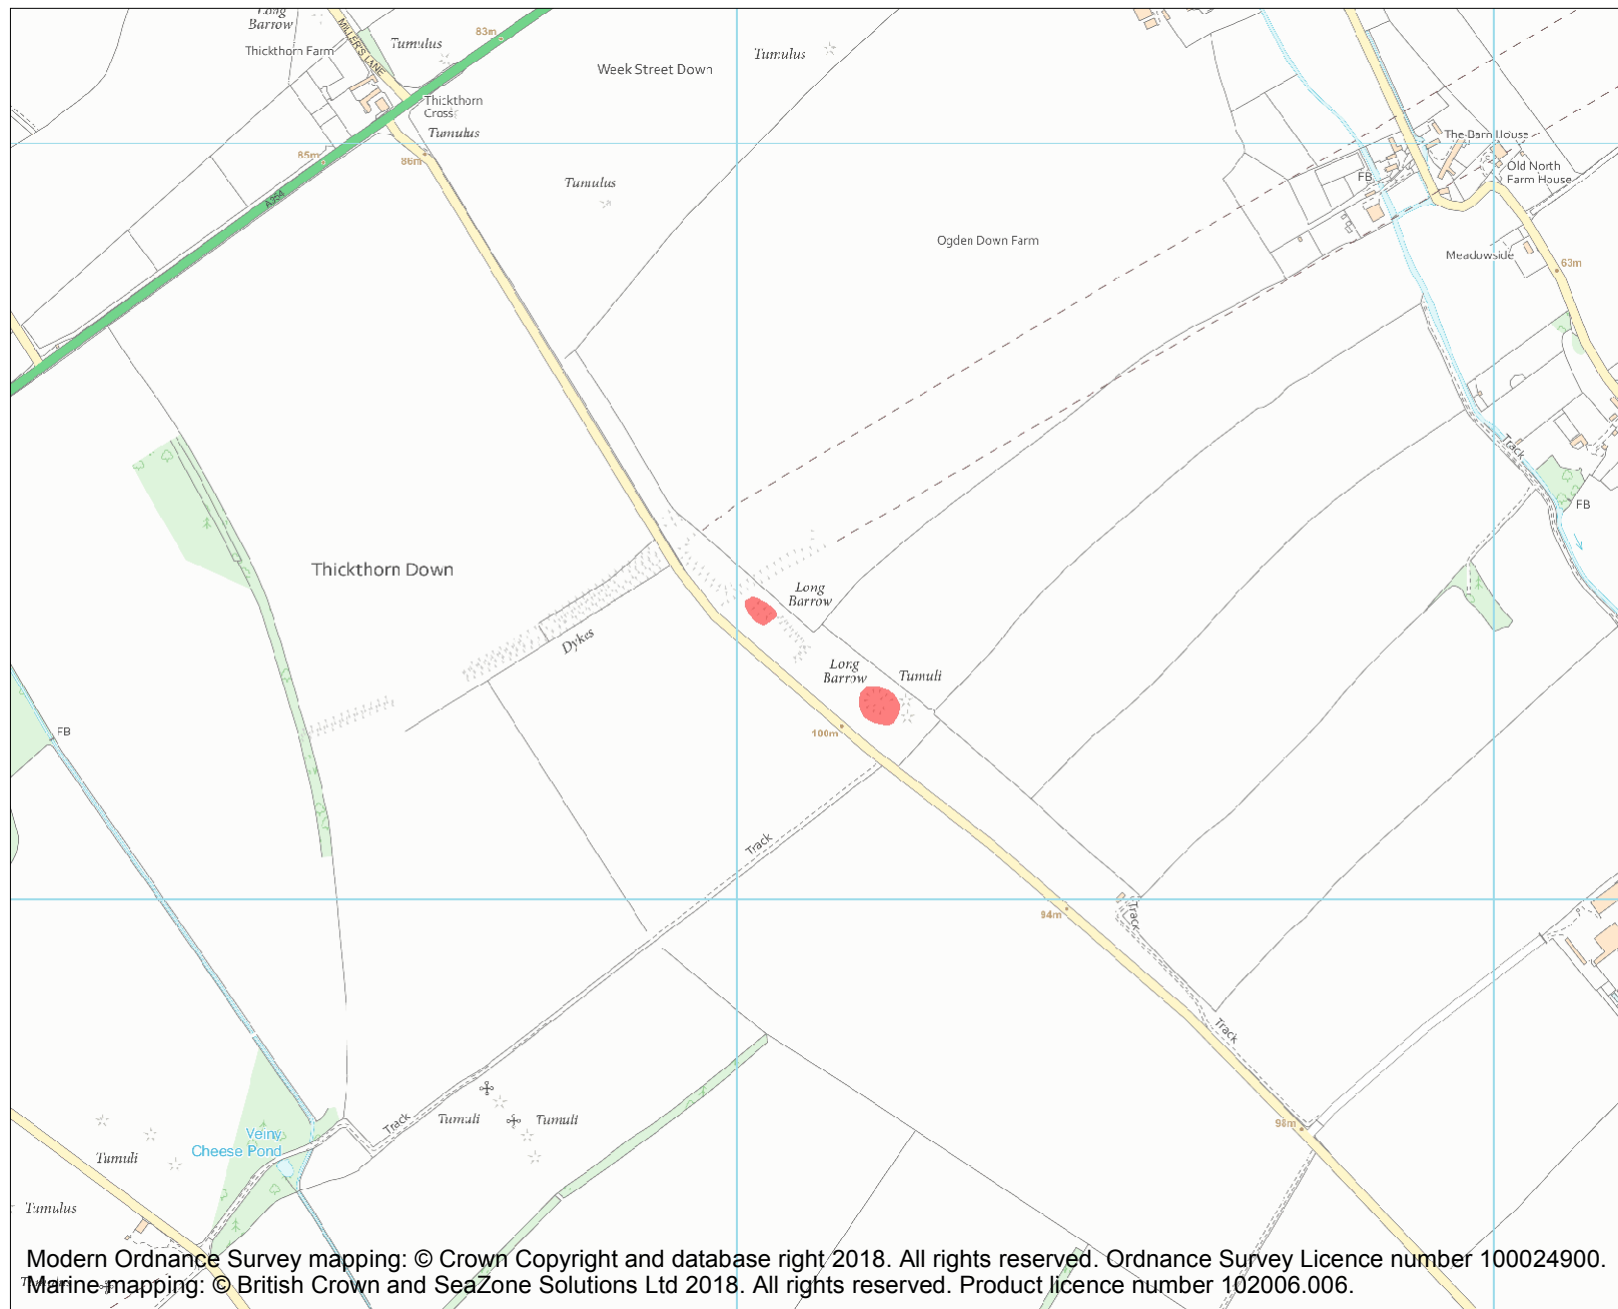 Long
Barrow
Thickthorn Farm
MILLER'S LANE
Tumulus
83m
Week Street Down
Tumulus
Thickthorn
Cross
Tumulus
85m
86m
A354
Tumulus
Ogden Down Farm
The Barn House
Old North
Farm House
FB
Meadowside
63m
Track
FB
Thickthorn Down
Long
Barrow
Dykes
Long
Barrow
Tumuli
100m
FB
Track
94m
Track
Track
98m
Track
Tumuli
Tumuli
Veiny
Cheese Pond
Tumuli
Tumulus
Modern Ordnance Survey mapping: © Crown Copyright and database right 2018. All rights reserved. Ordnance Survey Licence number 100024900.
Marine mapping: © British Crown and SeaZone Solutions Ltd 2018. All rights reserved. Product licence number 102006.006.